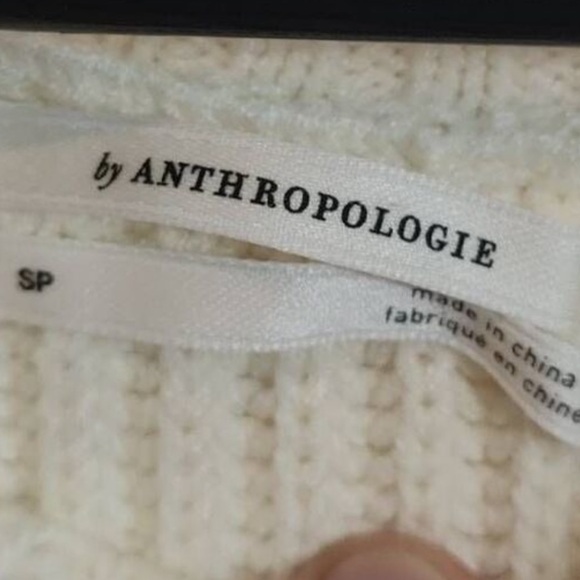 by ANTHROPOLOGIE
SP
made in china
fabriqué en chine